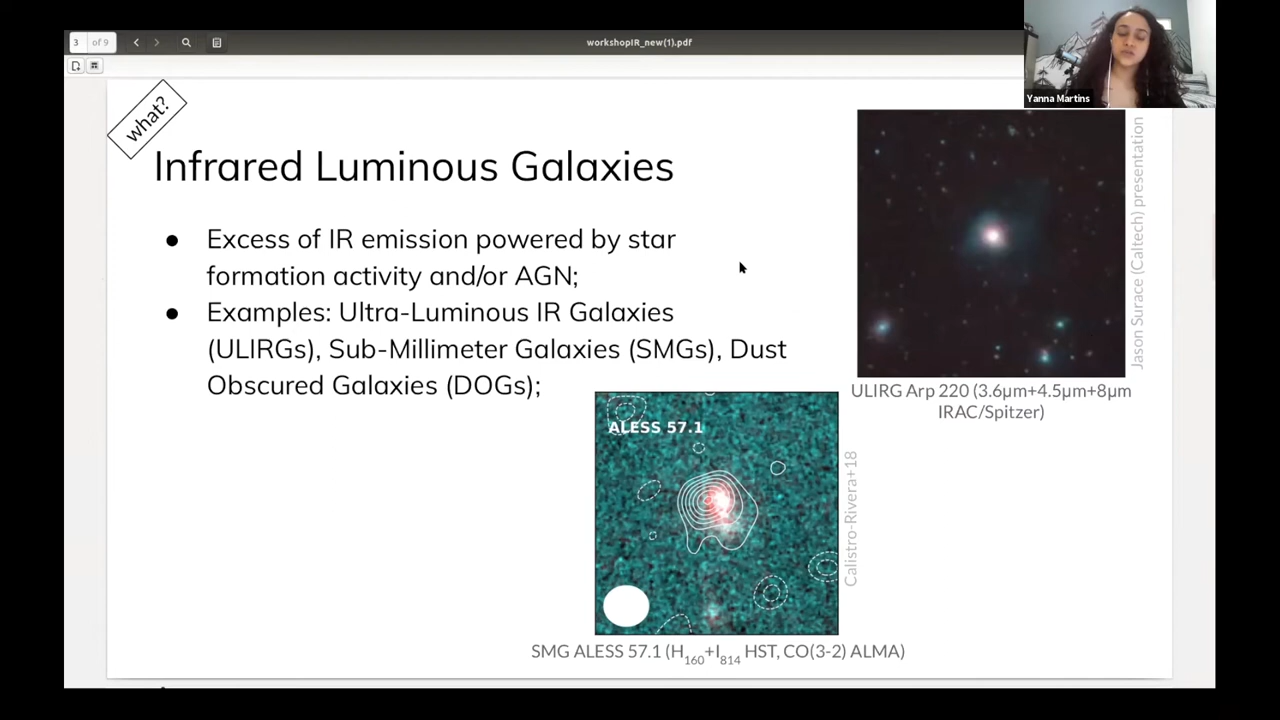 3 of 9
workshopIR_new(1).pdf
Yanna Martins
what?
Infrared Luminous Galaxies
● Excess of IR emission powered by star
formation activity and/or AGN;
● Examples: Ultra-Luminous IR Galaxies
(ULIRGs), Sub-Millimeter Galaxies (SMGs), Dust
Obscured Galaxies (DOGs);
Jason Surace (Caltech) presentation
ULIRG Arp 220 (3.6μm+4.5μm+8μm
IRAC/Spitzer)
ALESS 57.1
Calistro-Rivera+18
SMG ALESS 57.1 (H160+I814 HST, CO(3-2) ALMA)